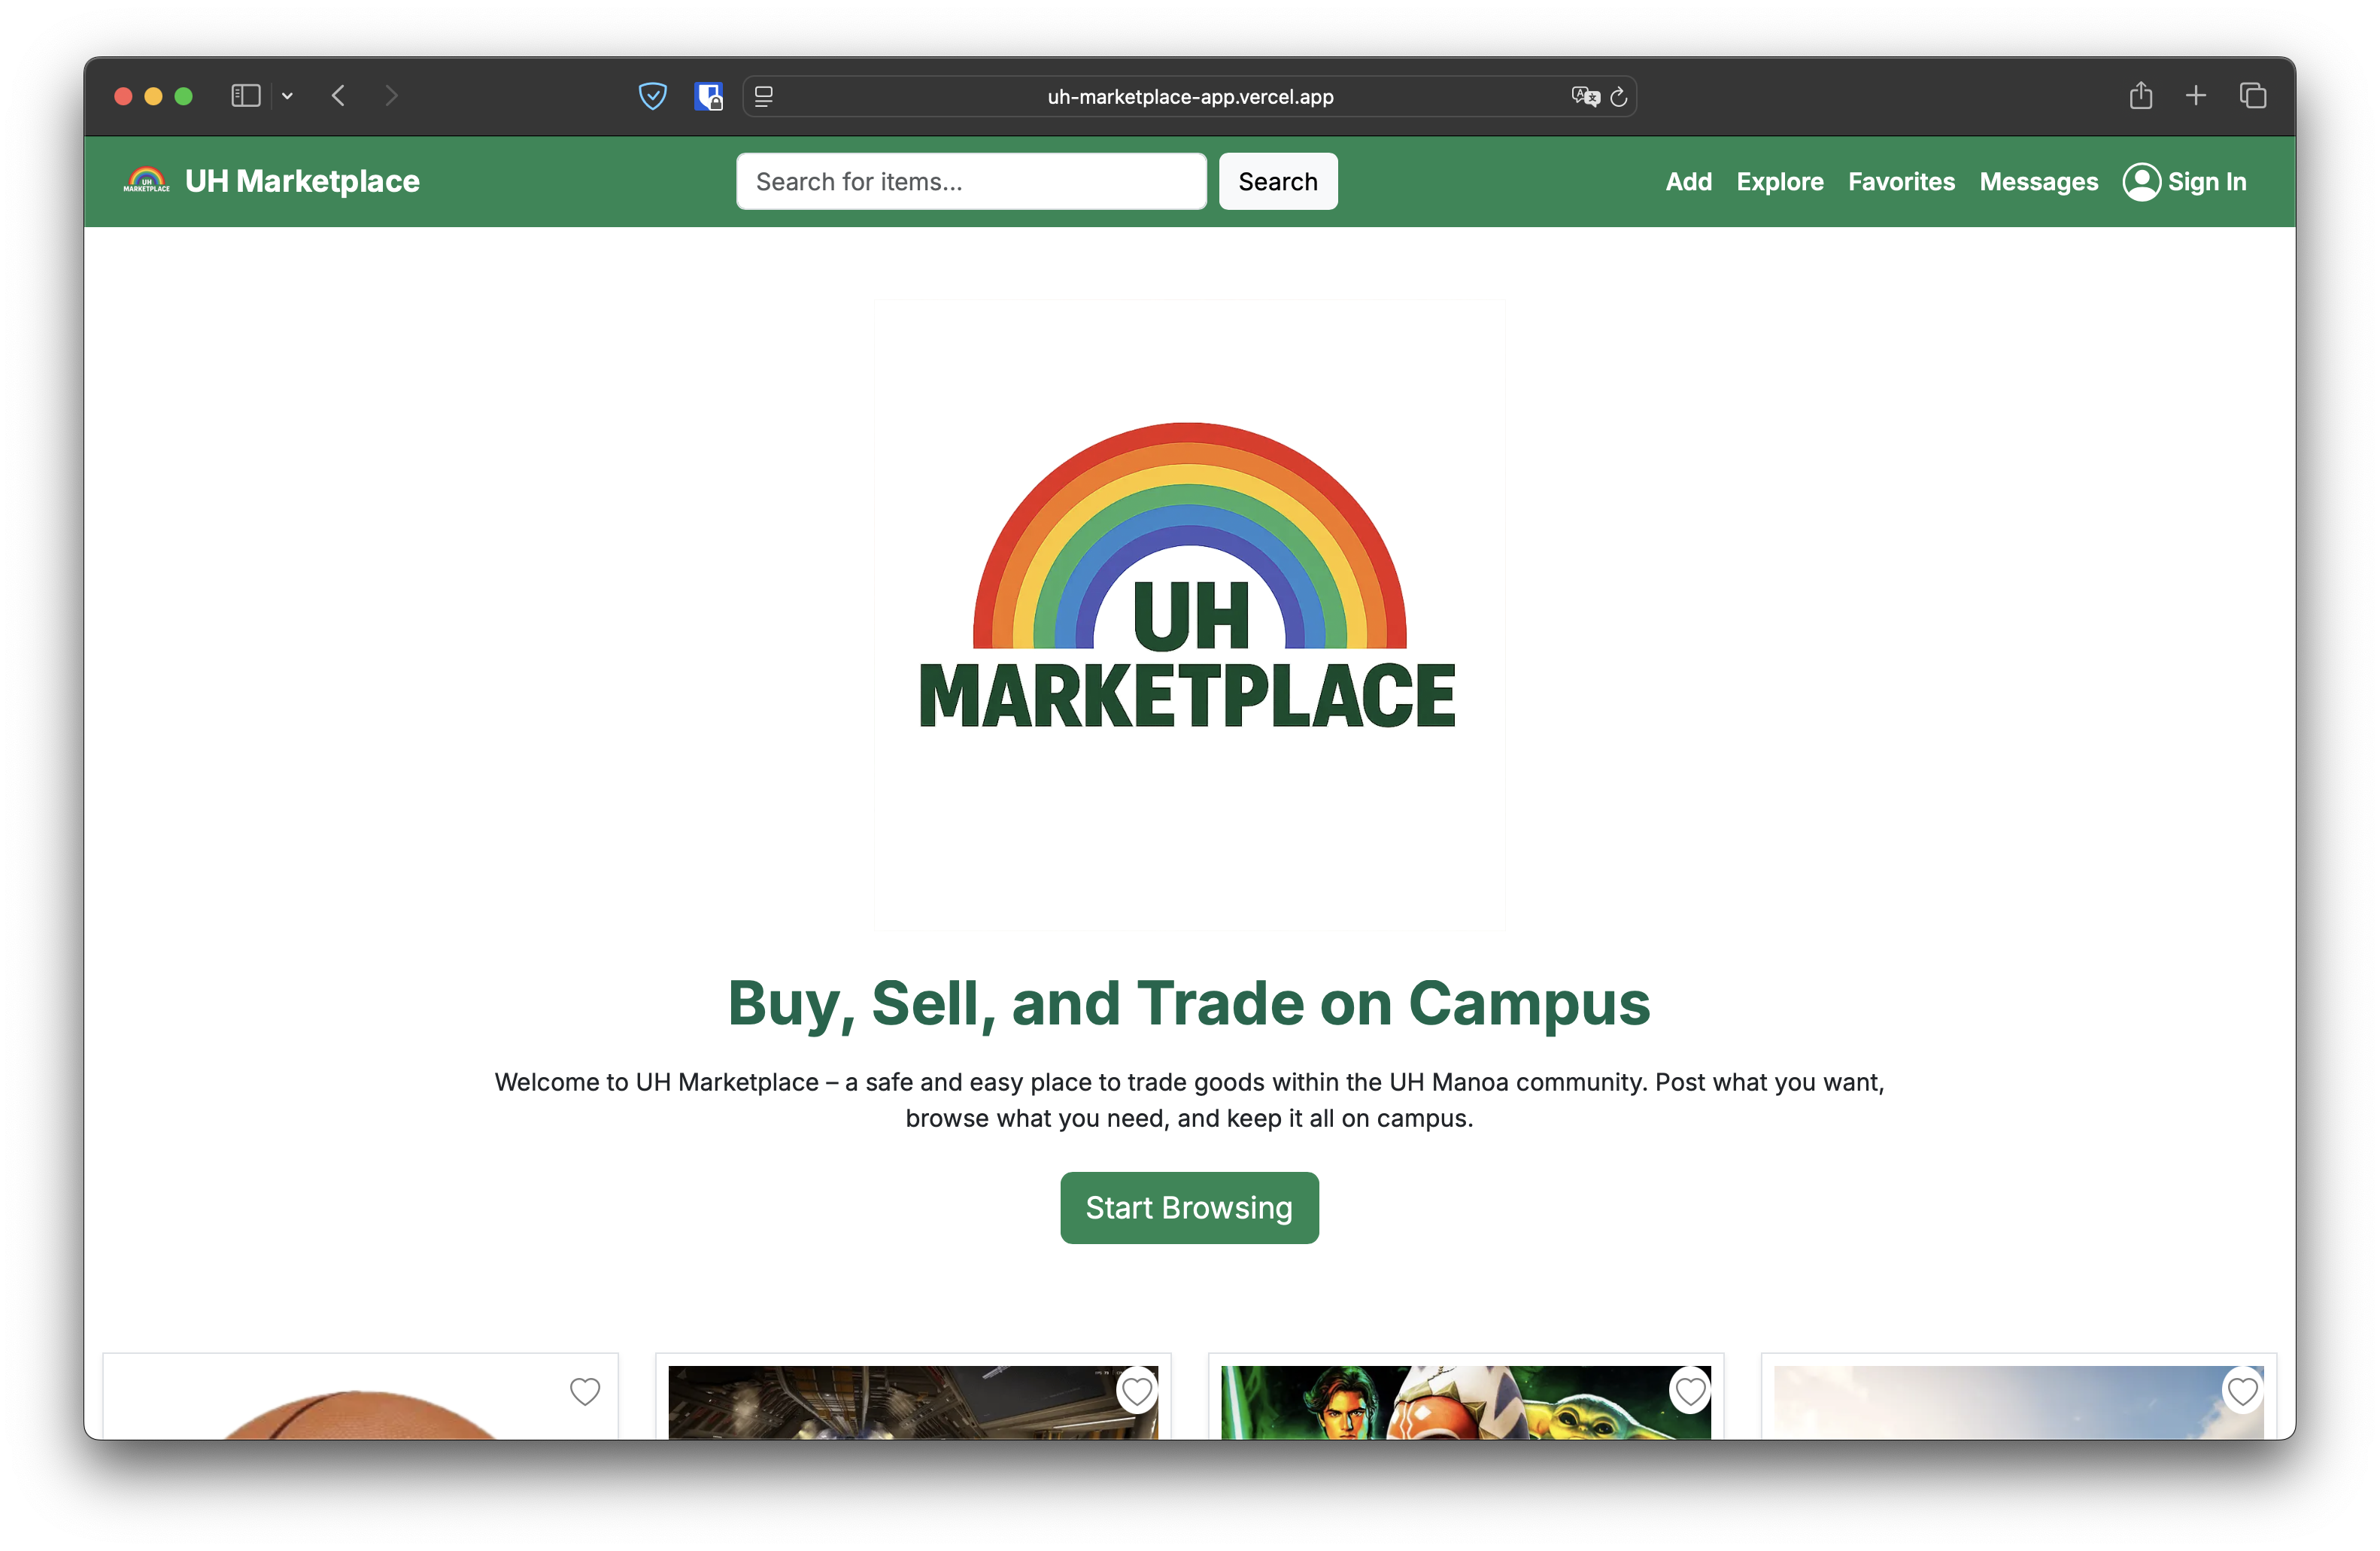 uh-marketplace-app.vercel.app
UH
MARKETPLACE
UH Marketplace
Search for items...
Search
Add
Explore
Favorites
Messages
Sign In
UH
MARKETPLACE
Buy, Sell, and Trade on Campus
Welcome to UH Marketplace – a safe and easy place to trade goods within the UH Manoa community. Post what you want,
browse what you need, and keep it all on campus.
Start Browsing